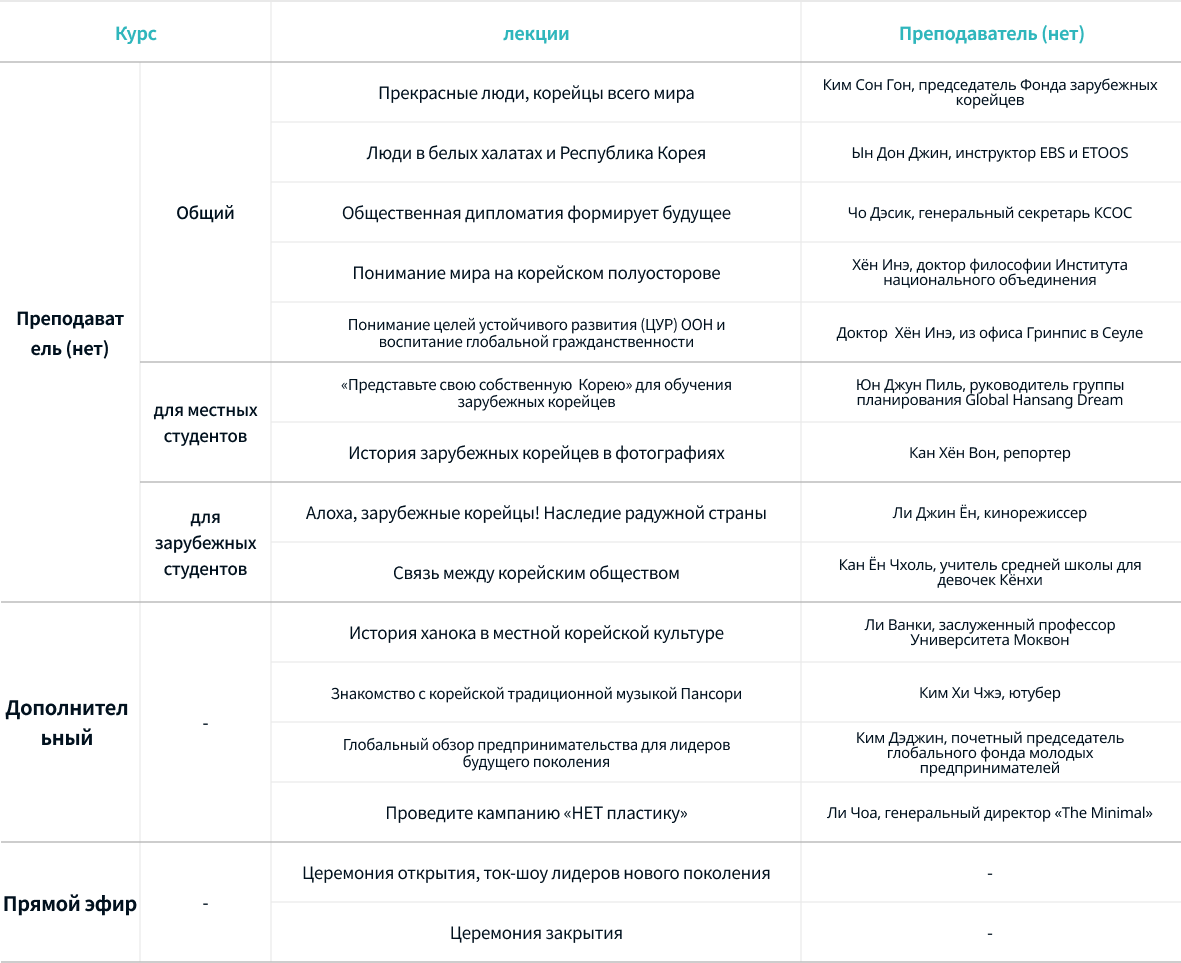 Курс
лекции
Преподаватель (нет)
Преподават
ель (нет)
Общий
Прекрасные люди, корейцы всего мира
Ким Сон Гон, председатель Фонда зарубежных
корейцев
Люди в белых халатах и Республика Корея
Ын Дон Джин, инструктор EBS и ETOOS
Общественная дипломатия формирует будущее
Чо Дэсик, генеральный секретарь КСОС
Понимание мира на корейском полуосторове
Хён Инэ, доктор философии Института
национального объединения
Понимание целей устойчивого развития (ЦУР) ООН и
воспитание глобальной гражданственности
Доктор  Хён Инэ, из офиса Гринпис в Сеуле
для местных
студентов
«Представьте свою собственную  Корею» для обучения
зарубежных корейцев
Юн Джун Пиль, руководитель группы
планирования Global Hansang Dream
История зарубежных корейцев в фотографиях
Кан Хён Вон, репортер
для
зарубежных
студентов
Алоха, зарубежные корейцы! Наследие радужной страны
Ли Джин Ён, кинорежиссер
Связь между корейским обществом
Кан Ён Чхоль, учитель средней школы для
девочек Кёнхи
Дополнител
ьный
-
История ханока в местной корейской культуре
Ли Ванки, заслуженный профессор
Университета Моквон
Знакомство с корейской традиционной музыкой Пансори
Ким Хи Чжэ, ютубер
Глобальный обзор предпринимательства для лидеров
будущего поколения
Ким Дэджин, почетный председатель
глобального фонда молодых
предпринимателей
Проведите кампанию «НЕТ пластику»
Ли Чоа, генеральный директор «The Minimal»
Прямой эфир
-
Церемония открытия, ток-шоу лидеров нового поколения
-
Церемония закрытия
-